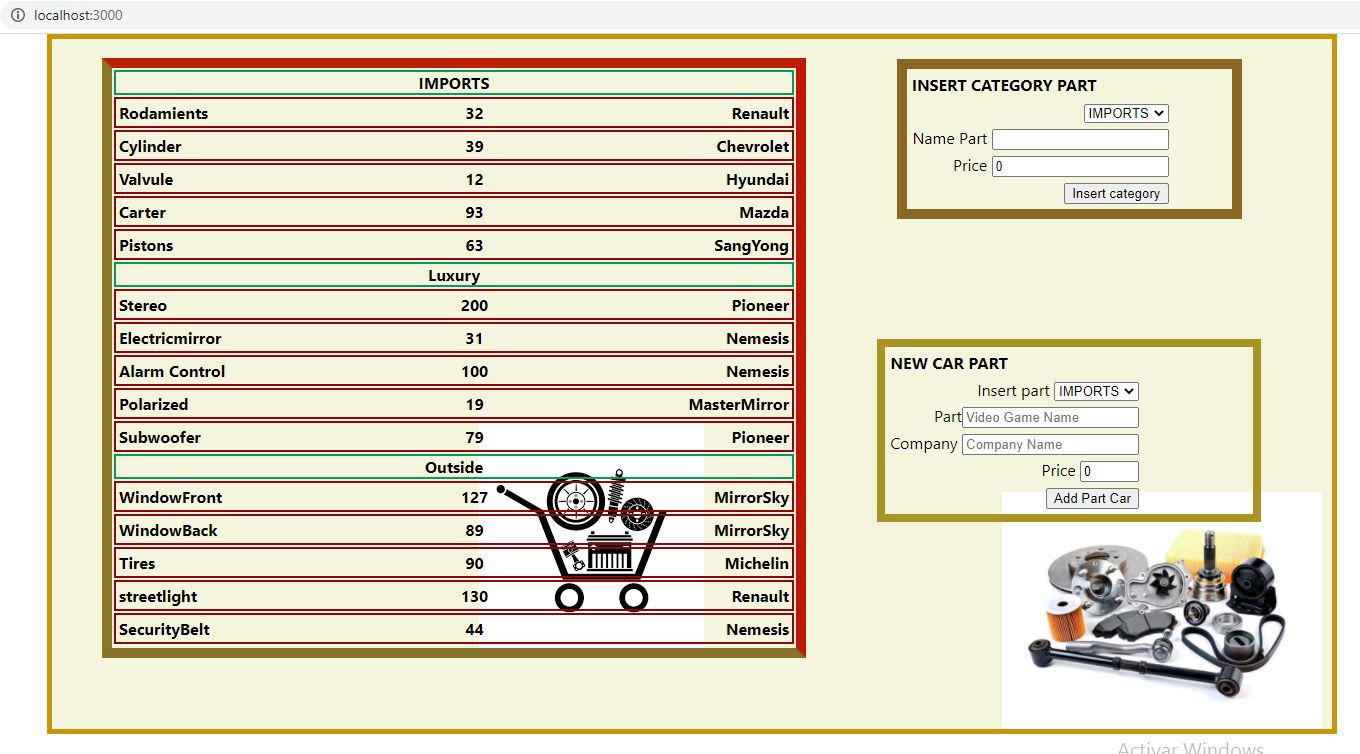 localhost:3000
IMPORTS
Rodamients 32 Renault
Cylinder 39 Chevrolet
Valvule 12 Hyundai
Carter 93 Mazda
Pistons 63 SangYong
Luxury
Stereo 200 Pioneer
Electricmirror 31 Nemesis
Alarm Control 100 Nemesis
Polarized 19 MasterMirror
Subwoofer 79 Pioneer
Outside
WindowFront 127 MirrorSky
WindowBack 89 MirrorSky
Tires 90 Michelin
streetlight 130 Renault
SecurityBelt 44 Nemesis
INSERT CATEGORY PART
IMPORTS
Name Part
Price 0
Insert category
NEW CAR PART
Insert part IMPORTS
Part Video Game Name
Company Company Name
Price 0
Add Part Car
Activar Windows